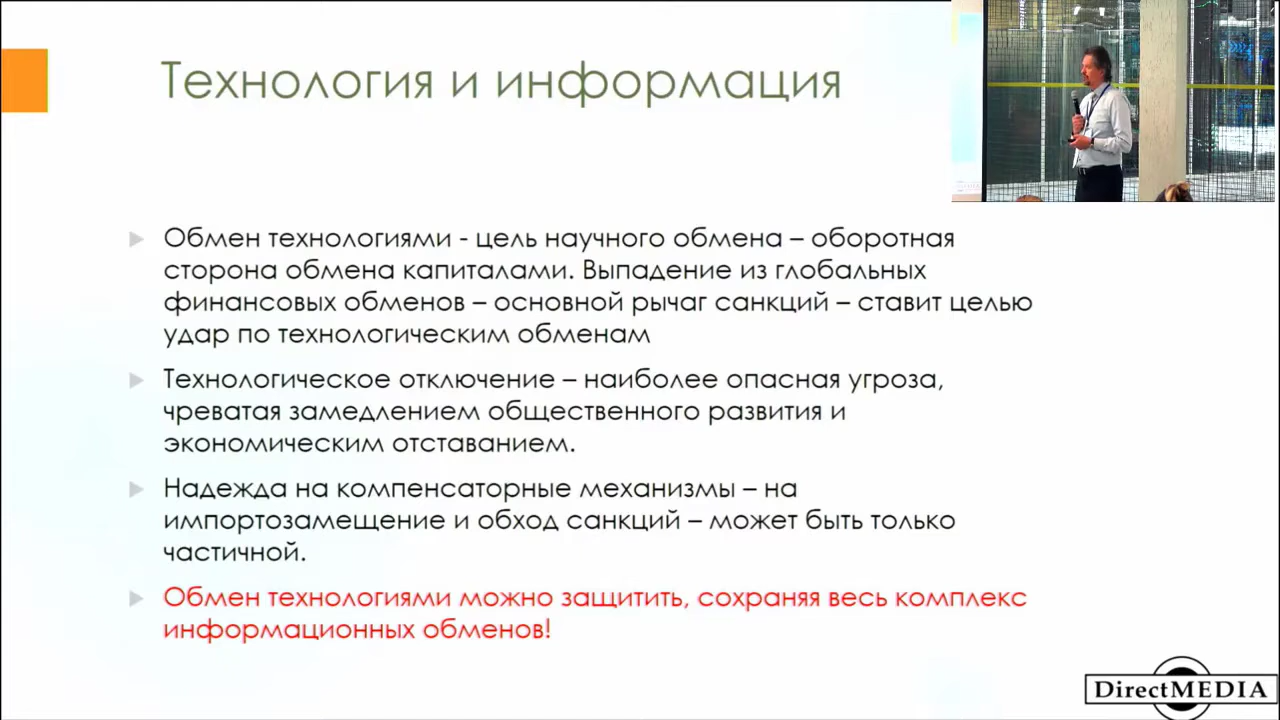 Технология и информация
Обмен технологиями - цель научного обмена – оборотная
сторона обмена капиталами. Выпадение из глобальных
финансовых обменов – основной рычаг санкций – ставит целью
удар по технологическим обменам
Технологическое отключение – наиболее опасная угроза,
чреватая замедлением общественного развития и
экономическим отставанием.
Надежда на компенсаторные механизмы – на
импортозамещение и обход санкций – может быть только
частичной.
Обмен технологиями можно защитить, сохраняя весь комплекс
информационных обменов!
DirectMEDIA